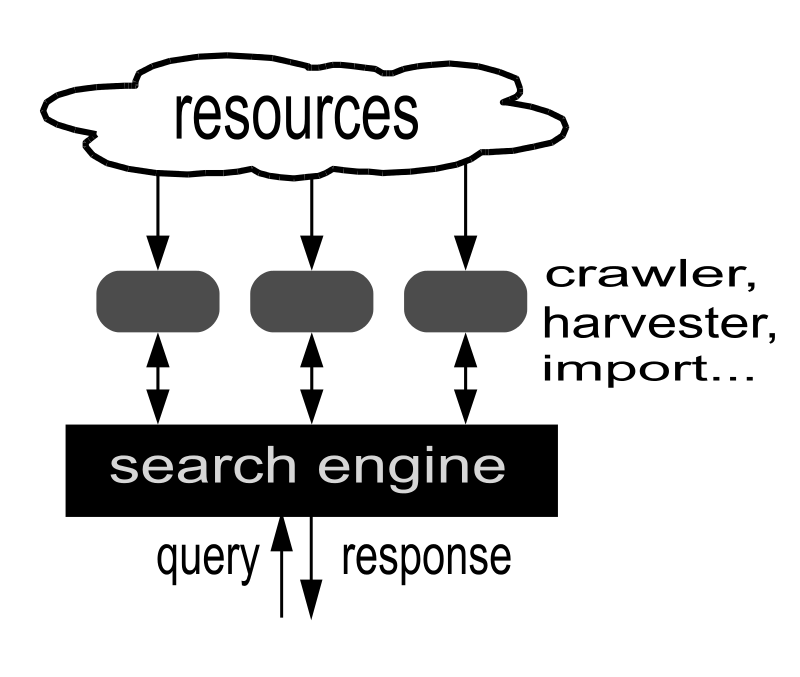 resources
crawler,
harvester,
import...
search engine
query response